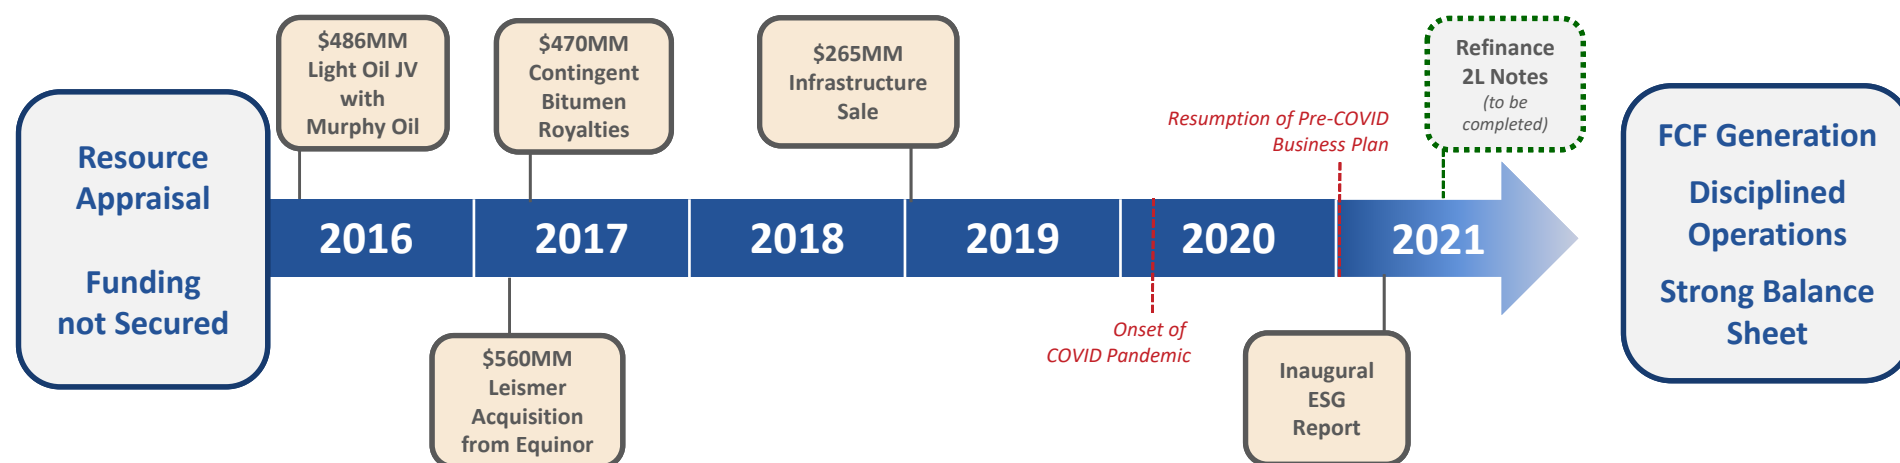 Resource
Appraisal
Funding
not Secured
$486MM
Light Oil JV
with
Murphy Oil
$470MM
Contingent
Bitumen
Royalties
$265MM
Infrastructure
Sale
Resumption of Pre-COVID
Business Plan
Refinance
2L Notes
(to be
completed)
2016
2017
2018
2019
2020
2021
$560MM
Leismer
Acquisition
from Equinor
Onset of
COVID Pandemic
Inaugural
ESG
Report
FCF Generation
Disciplined
Operations
Strong Balance
Sheet